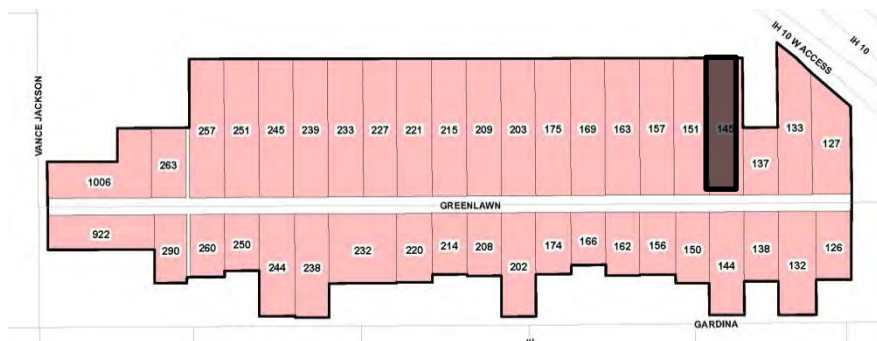 IH 10 W ACCESS
IH 10
VANCE JACKSON
257 251 245 239 233 227 221 215 209 203 175 169 163 157 151 145 133
127
263 137
1006
GREENLAWN
922
290 260 250 232 220 214 208 174 166 162 156 150 138 126
244 238 202 144 132
GARDINA